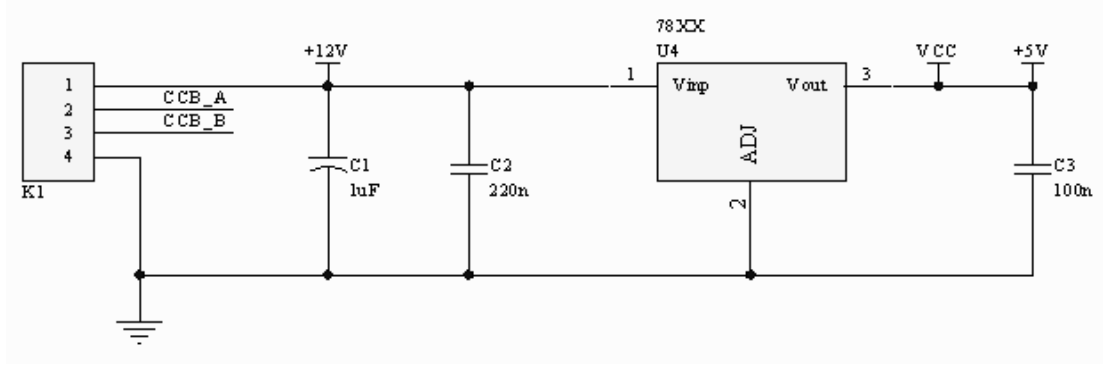 78XX
U4
+12V
VCC
+5V
1
Vinp
Vout
3
1
CCB_A
2
CCB_B
3
4
ADJ
K1
C1
1uF
C2
220n
2
C3
100n